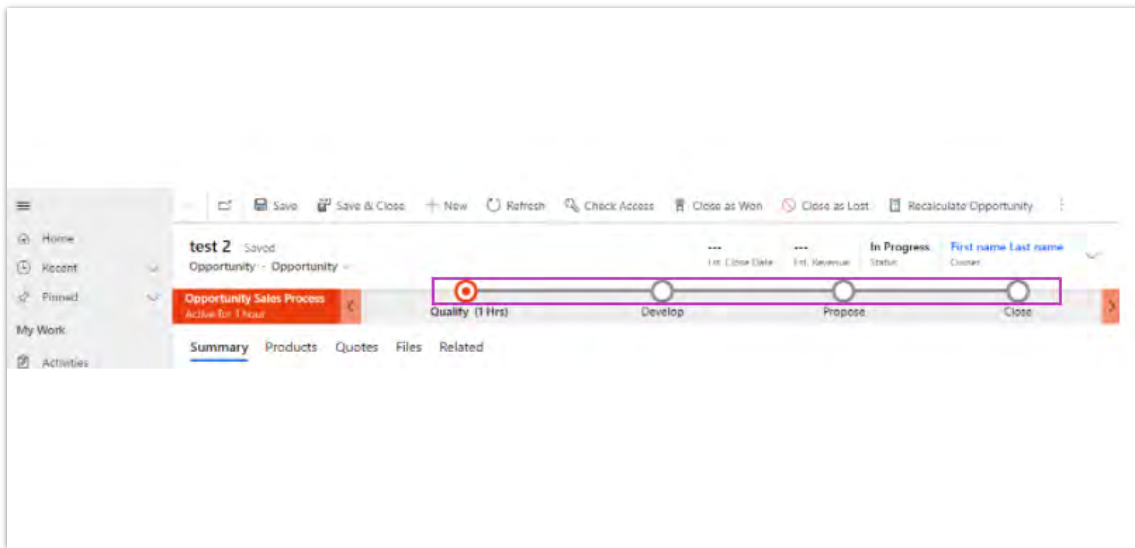 Save Save & Close New Refresh Check Access Close as Won Close as Lost Recalculate Opportunity
Home
Recent
Pinned
My Work
Activities
test 2 Saved
Opportunity · Opportunity
---
Est. Close Date
---
Est. Revenue
In Progress
Status
First name Last name
Owner
Opportunity Sales Process
Active for 1 hour
Qualify (1 Hrs) Develop Propose Close
Summary Products Quotes Files Related